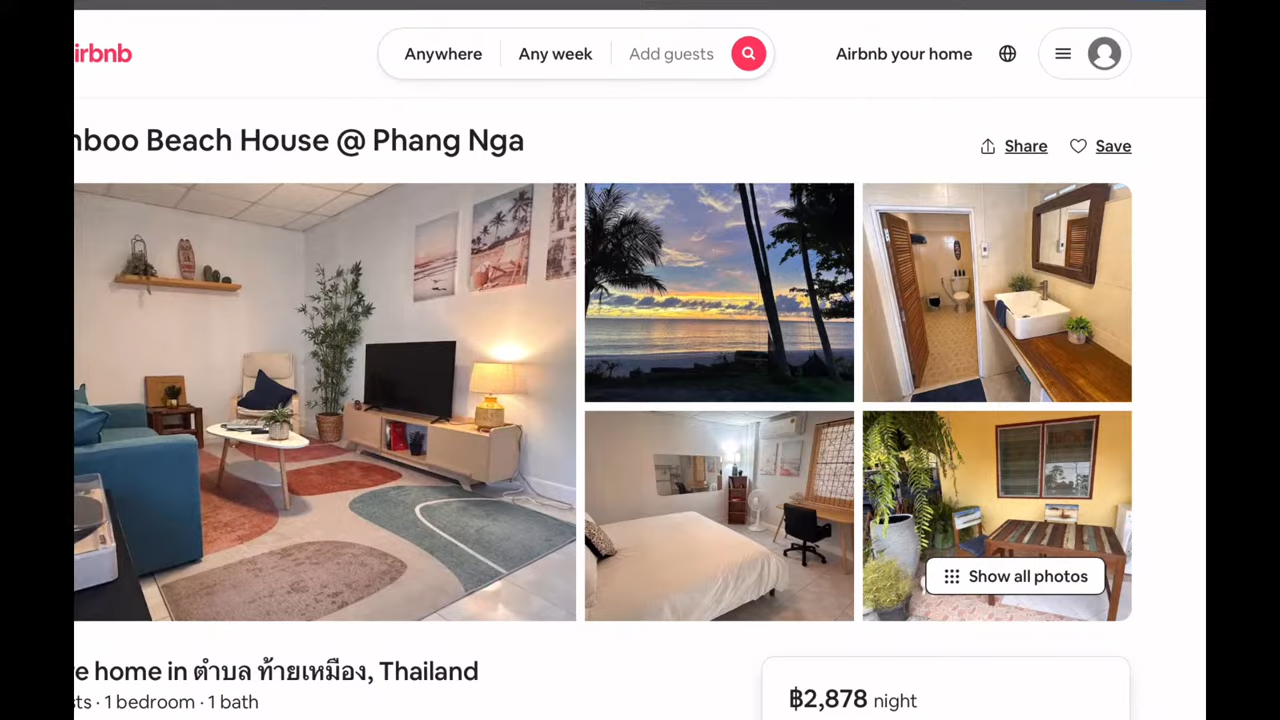 irbnb
Anywhere
Any week
Add guests
Airbnb your home
nboo Beach House @ Phang Nga
Share
Save
Show all photos
re home in ตำบล ท้ายเหมือง, Thailand
sts · 1 bedroom · 1 bath
฿2,878 night